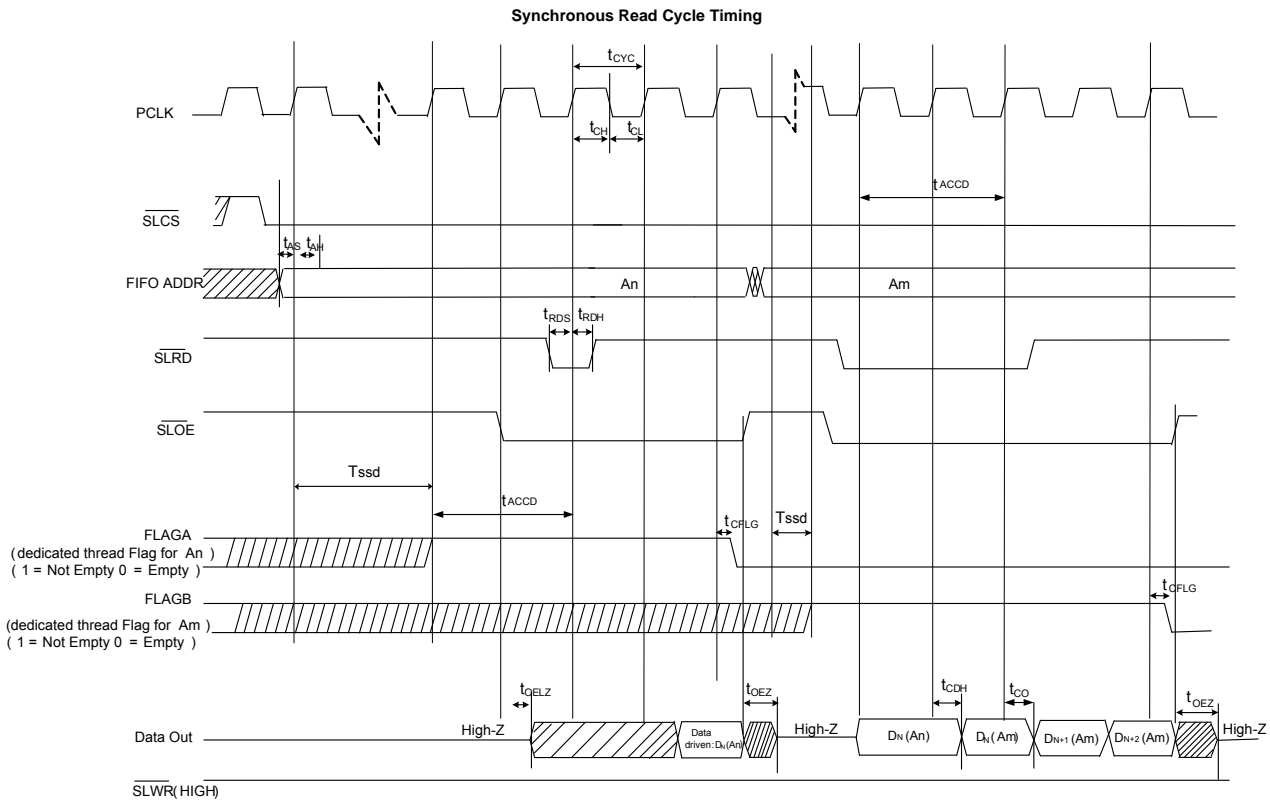 Synchronous Read Cycle Timing
tCYC
PCLK
tCH
tCL
tACCD
SLCS
tAS
tAH
FIFO ADDR
An
Am
tRDS
tRDH
SLRD
SLOE
Tssd
tACCD
tCFLG
Tssd
FLAGA
(dedicated thread Flag for An )
( 1 = Not Empty 0 = Empty )
tCFLG
FLAGB
(dedicated thread Flag for Am )
( 1 = Not Empty 0 = Empty )
tOELZ
tOEZ
tCDH
tCO
tOEZ
High-Z
High-Z
High-Z
Data Out
Data
driven:DN(An)
DN(An)
DN(Am)
DN+1(Am)
DN+2(Am)
SLWR(HIGH)